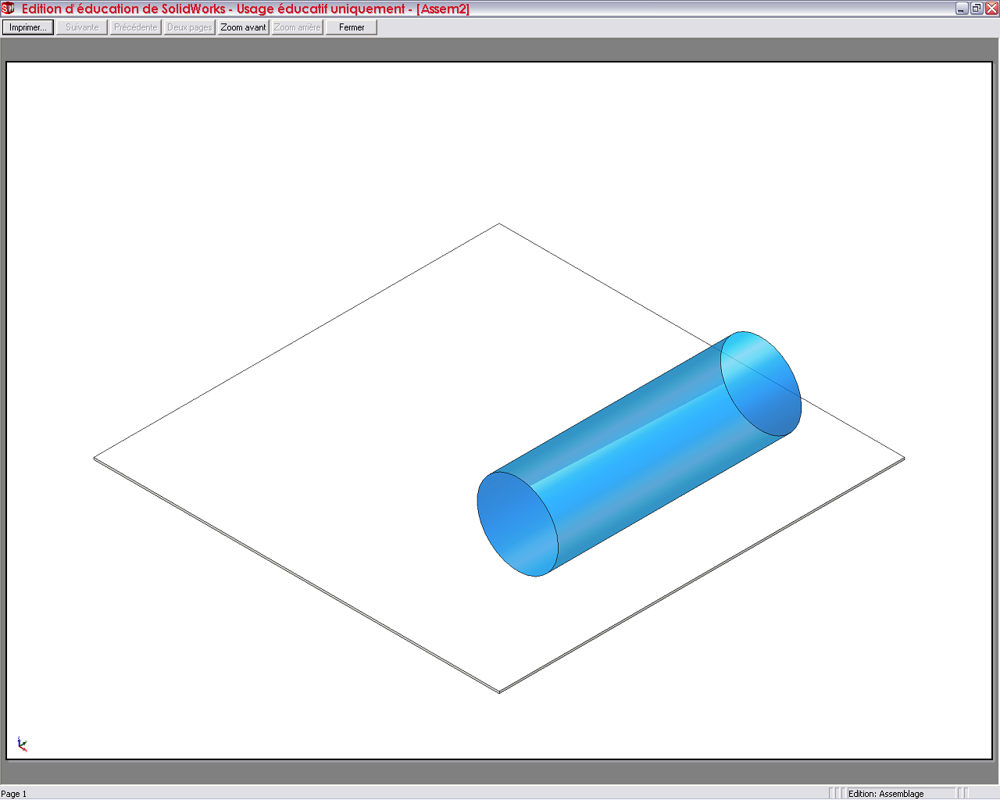 Edition d'éducation de SolidWorks - Usage éducatif uniquement - [Assem2]
Imprimer... Suivante Précédente Deux pages Zoom avant Zoom arrière Fermer
Page 1 Edition: Assemblage